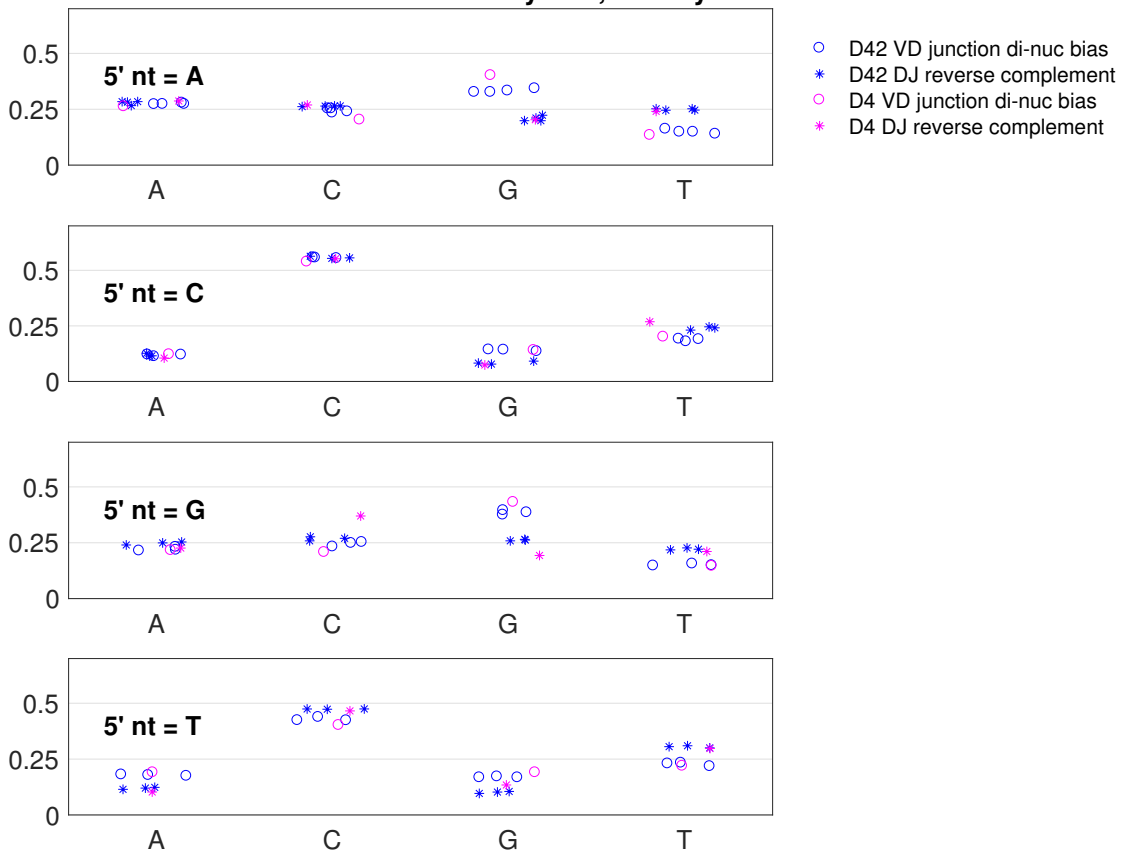 0.5
0.25
0
5' nt = A
A C G T
D42 VD junction di-nuc bias
D42 DJ reverse complement
D4 VD junction di-nuc bias
D4 DJ reverse complement
0.5
0.25
0
5' nt = C
A C G T
0.5
0.25
0
5' nt = G
A C G T
0.5
0.25
0
5' nt = T
A C G T